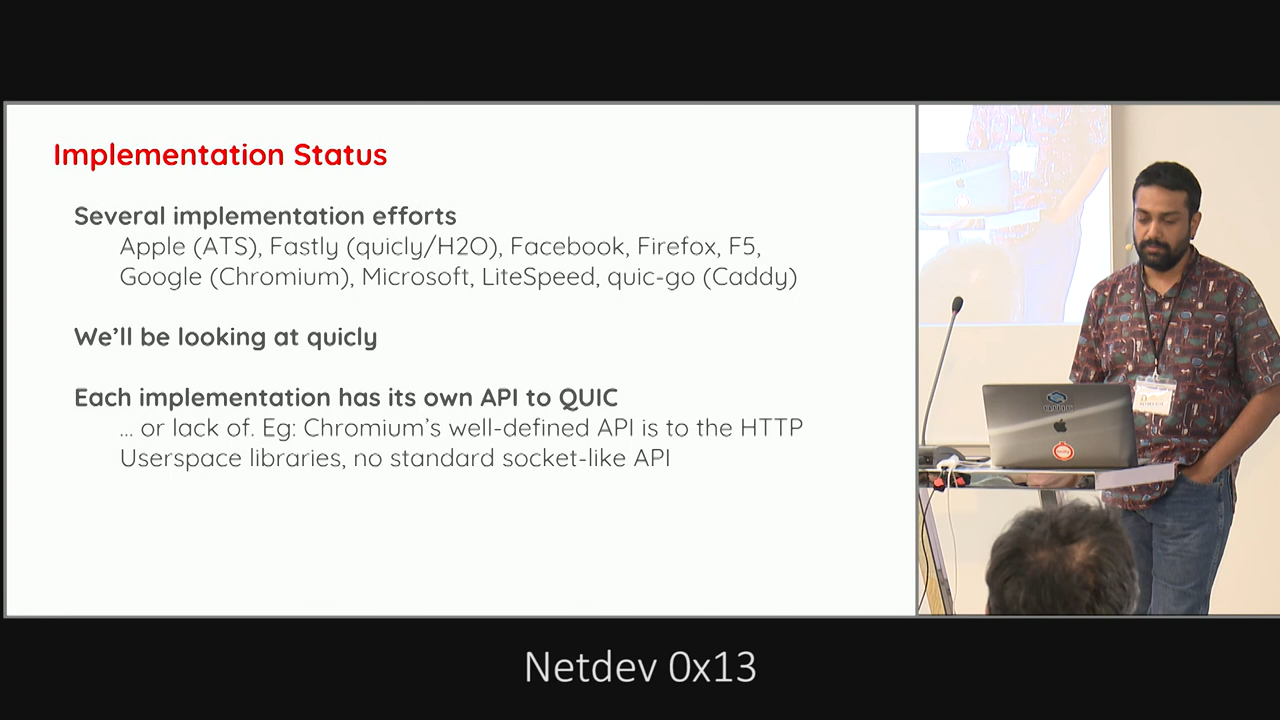 Implementation Status
Several implementation efforts
Apple (ATS), Fastly (quicly/H2O), Facebook, Firefox, F5,
Google (Chromium), Microsoft, LiteSpeed, quic-go (Caddy)
We'll be looking at quicly
Each implementation has its own API to QUIC
... or lack of. Eg: Chromium's well-defined API is to the HTTP
Userspace libraries, no standard socket-like API
Netdev 0x13